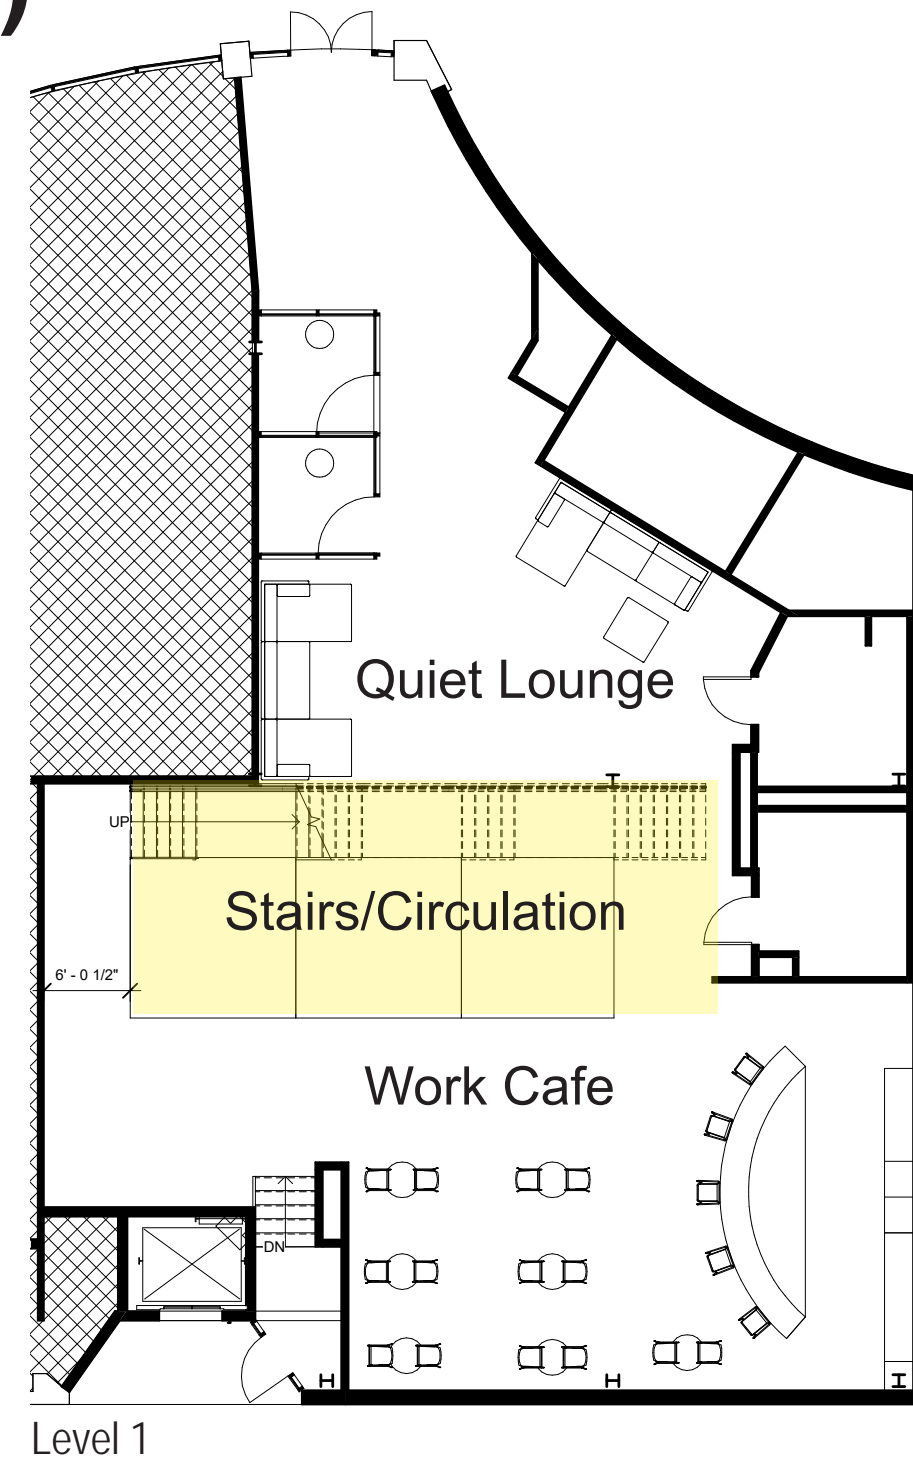 )
Quiet Lounge
UP
Stairs/Circulation
6' - 0 1/2"
Work Cafe
DN
Level 1